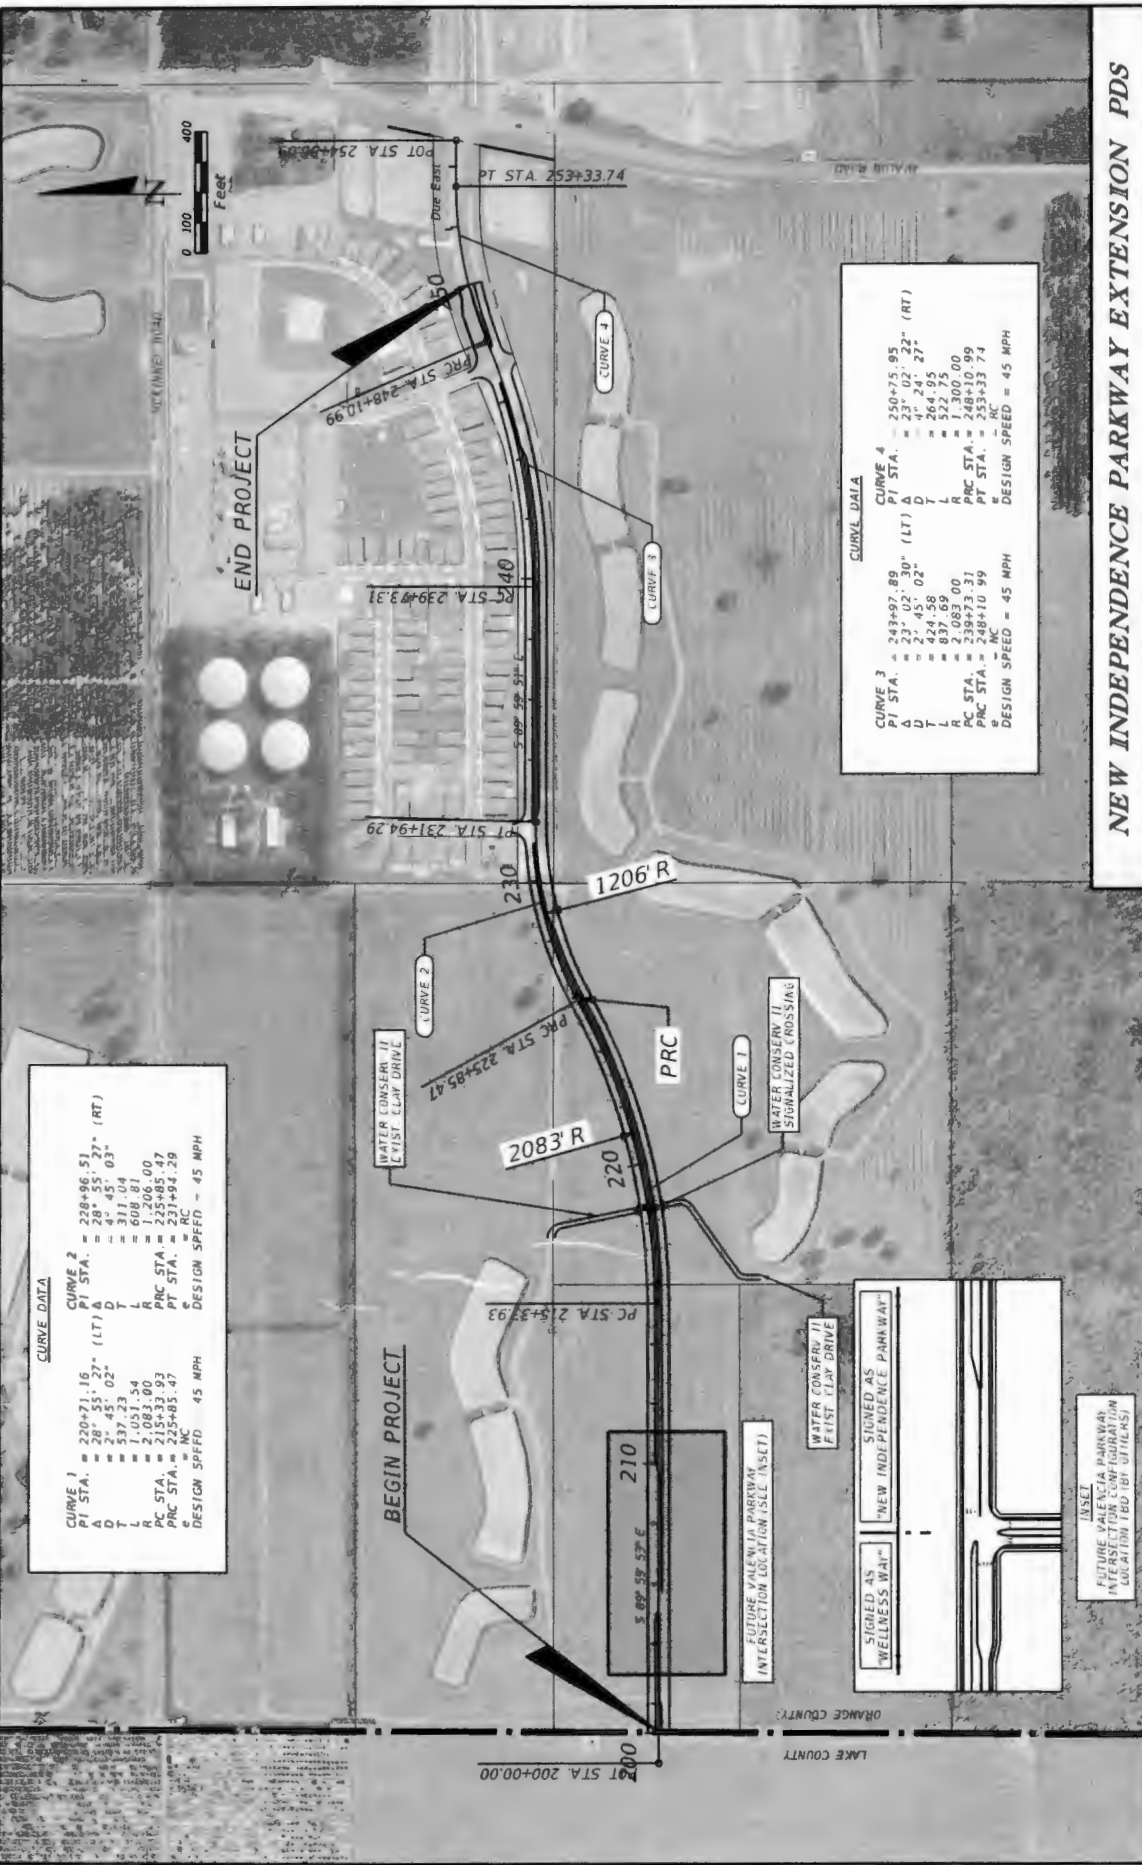 NEW INDEPENDENCE PARKWAY EXTENSION PDS
CURVE DATA
CURVE 1
PI STA. = 220+71.16
Δ = 28° 55' 27" (LT)
D = 2° 45' 02"
T = 537.23
L = 1,051.54
R = 2,083.00
PC STA. = 215+33.93
PRC STA. = 225+85.47
e = NC
DESIGN SPEED 45 MPH
CURVE 2
PI STA. = 228+96.51
Δ = 28° 55' 27" (RT)
D = 4° 45' 03"
T = 311.04
L = 608.81
R = 1,206.00
PRC STA. = 225+85.47
PT STA. = 231+94.29
e = RC
DESIGN SPEED = 45 MPH
CURVE DATA
CURVE 3
PI STA. = 243+97.89
Δ = 23° 02' 30" (LT)
D = 2° 45' 02"
T = 424.58
L = 837.69
R = 2,083.00
PC STA. = 239+73.31
PRC STA. = 248+10.99
e = NC
DESIGN SPEED = 45 MPH
CURVE 4
PI STA. = 250+75.95
Δ = 23° 02' 22" (RT)
D = 4° 24' 27"
T = 264.95
L = 522.75
R = 1,300.00
PRC STA. = 248+10.99
PT STA. = 253+33.74
e = RC
DESIGN SPEED = 45 MPH
0 100 400
Feet
N
MCKINNEY ROAD
AVALON ROAD
BEGIN PROJECT
END PROJECT
POT STA. 200+00.00
200
LAKE COUNTY
ORANGE COUNTY
S 89° 59' 53" E
210
PC STA. 215+33.93
220
2083' R
PRC STA. 225+85.47
PRC
230
1206' R
PT STA. 231+94.29
S 89° 59' 51" E
PC STA. 239+73.31
40
PRC STA. 248+10.99
50
Due East
PT STA. 253+33.74
POT STA.
CURVE 1
CURVE 2
CURVE 3
CURVE 4
WATER CONSERV II
EXIST CLAY DRIVE
WATER CONSERV II
SIGNALIZED CROSSING
WATER CONSERV II
EXIST CLAY DRIVE
FUTURE VALENCIA PARKWAY
INTERSECTION LOCATION (SEE INSET)
SIGNED AS
"WELLNESS WAY"
SIGNED AS
"NEW INDEPENDENCE PARKWAY"
INSET
FUTURE VALENCIA PARKWAY
INTERSECTION CONFIGURATION
LOCATION TBD (BY OTHERS)